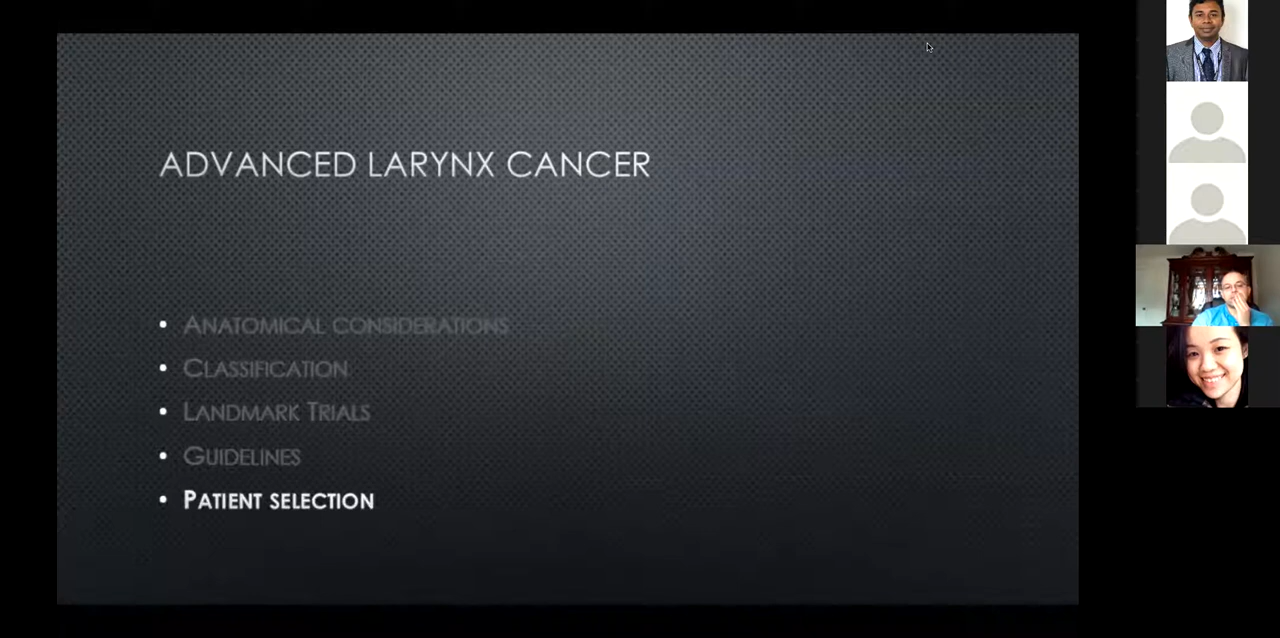 ADVANCED LARYNX CANCER
• ANATOMICAL CONSIDERATIONS
• CLASSIFICATION
• LANDMARK TRIALS
• GUIDELINES
• PATIENT SELECTION